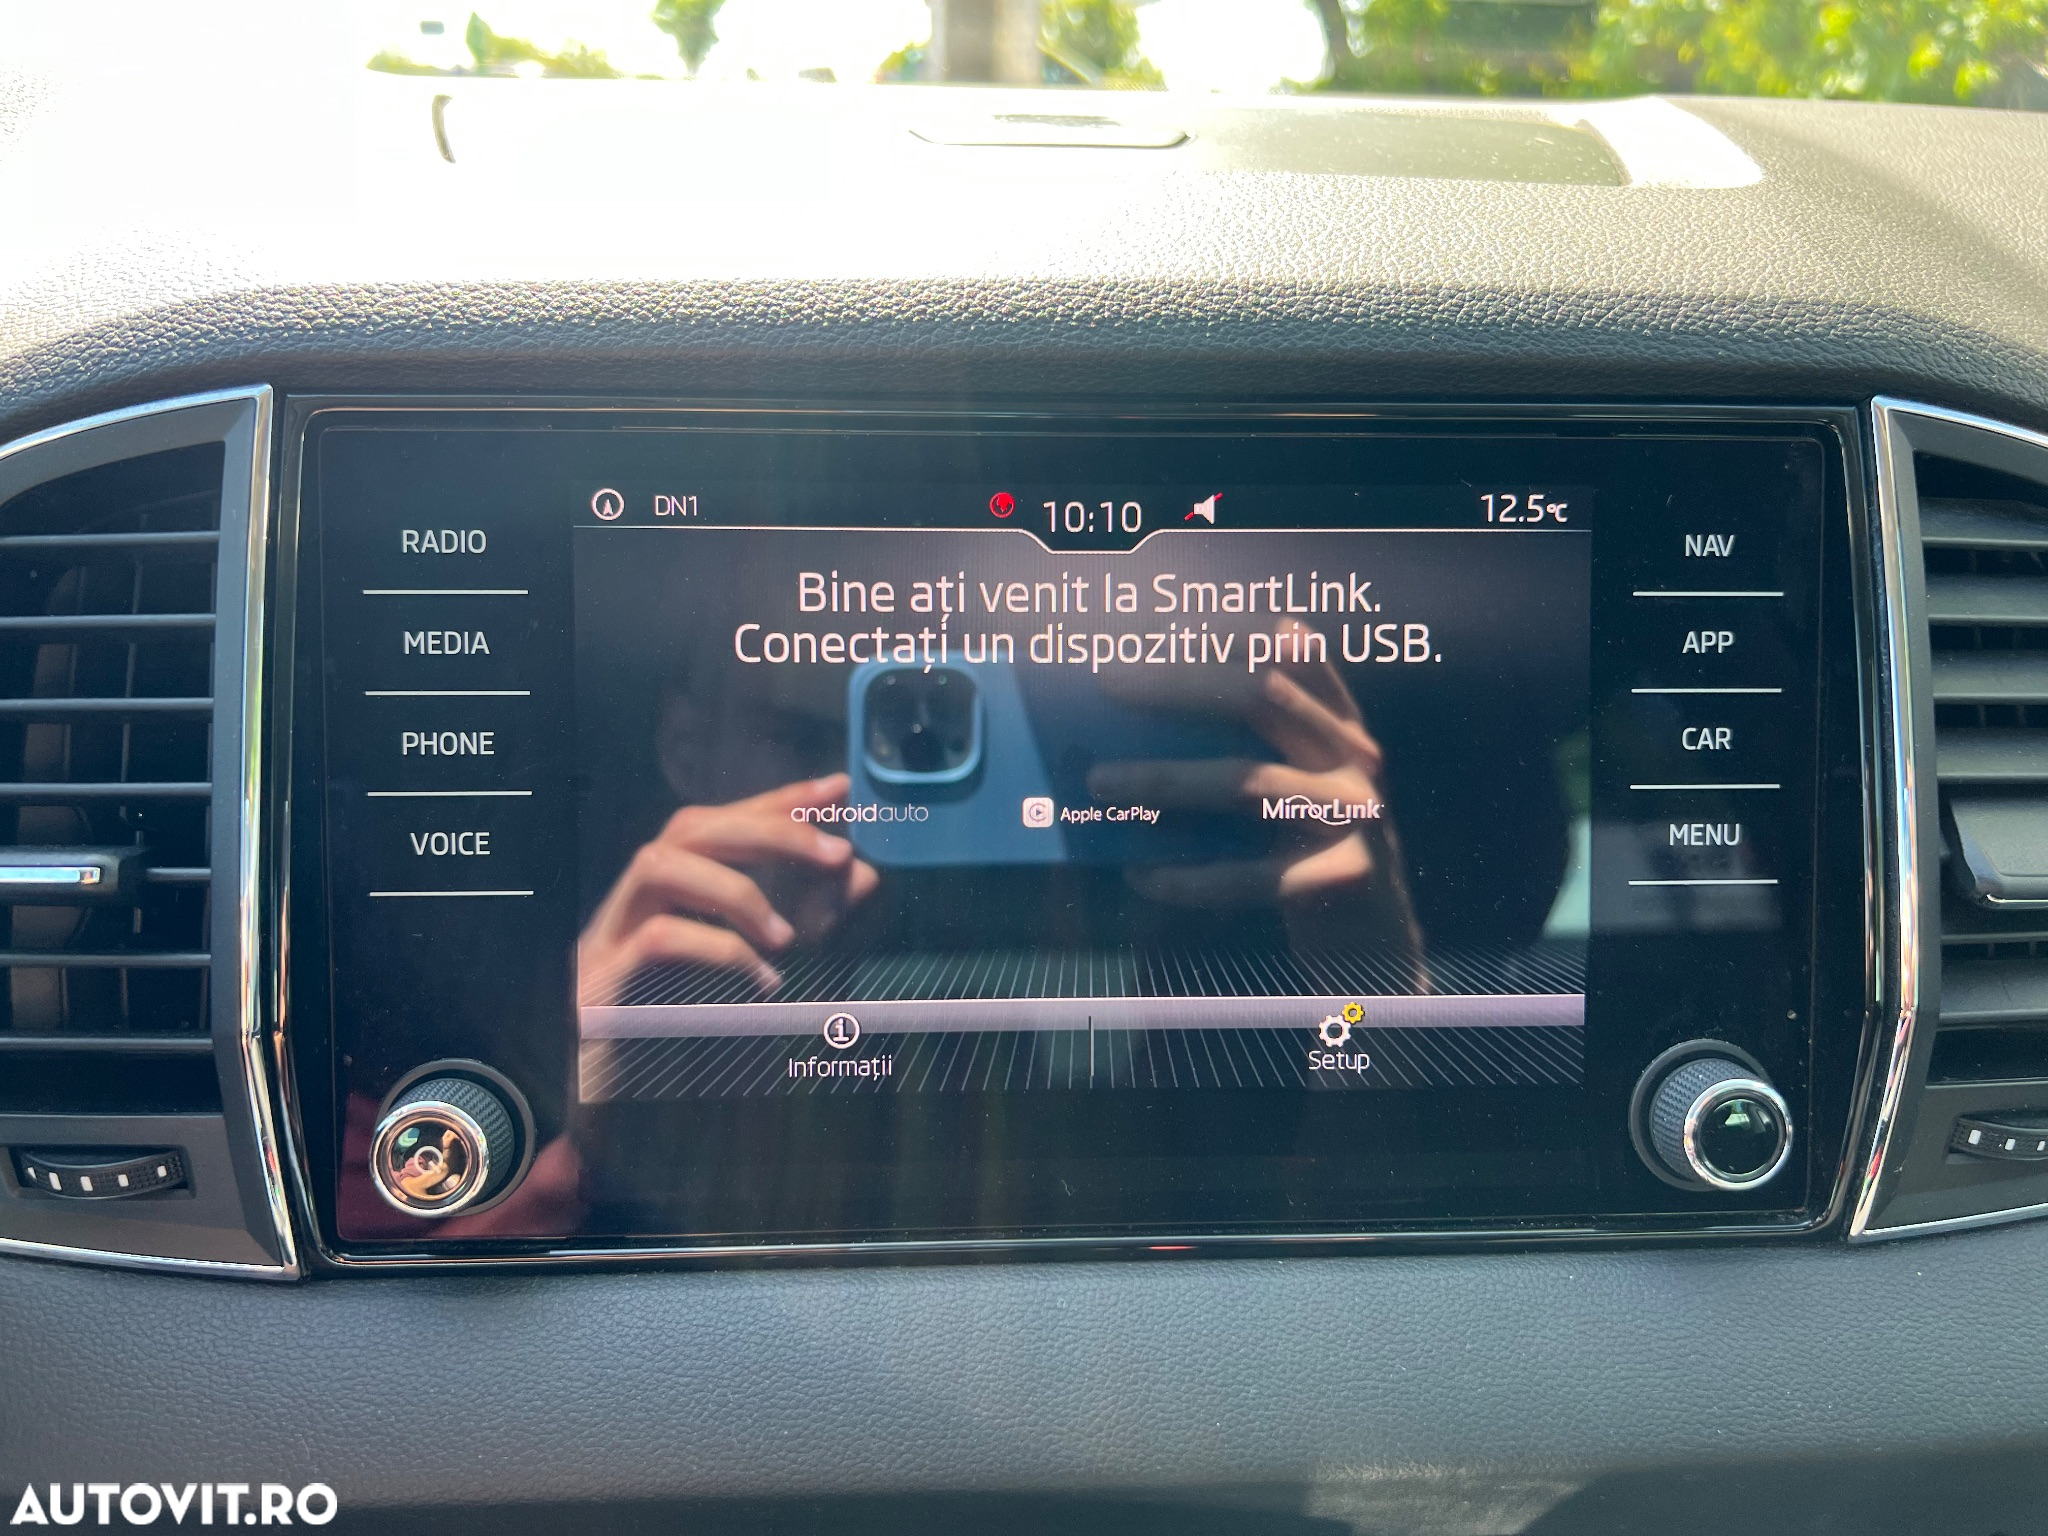 DN1
10:10
12.5°C
RADIO
MEDIA
PHONE
VOICE
Bine ați venit la SmartLink.
Conectați un dispozitiv prin USB.
androidauto
Apple CarPlay
MirrorLink
Informații
Setup
NAV
APP
CAR
MENU
AUTOVIT.RO